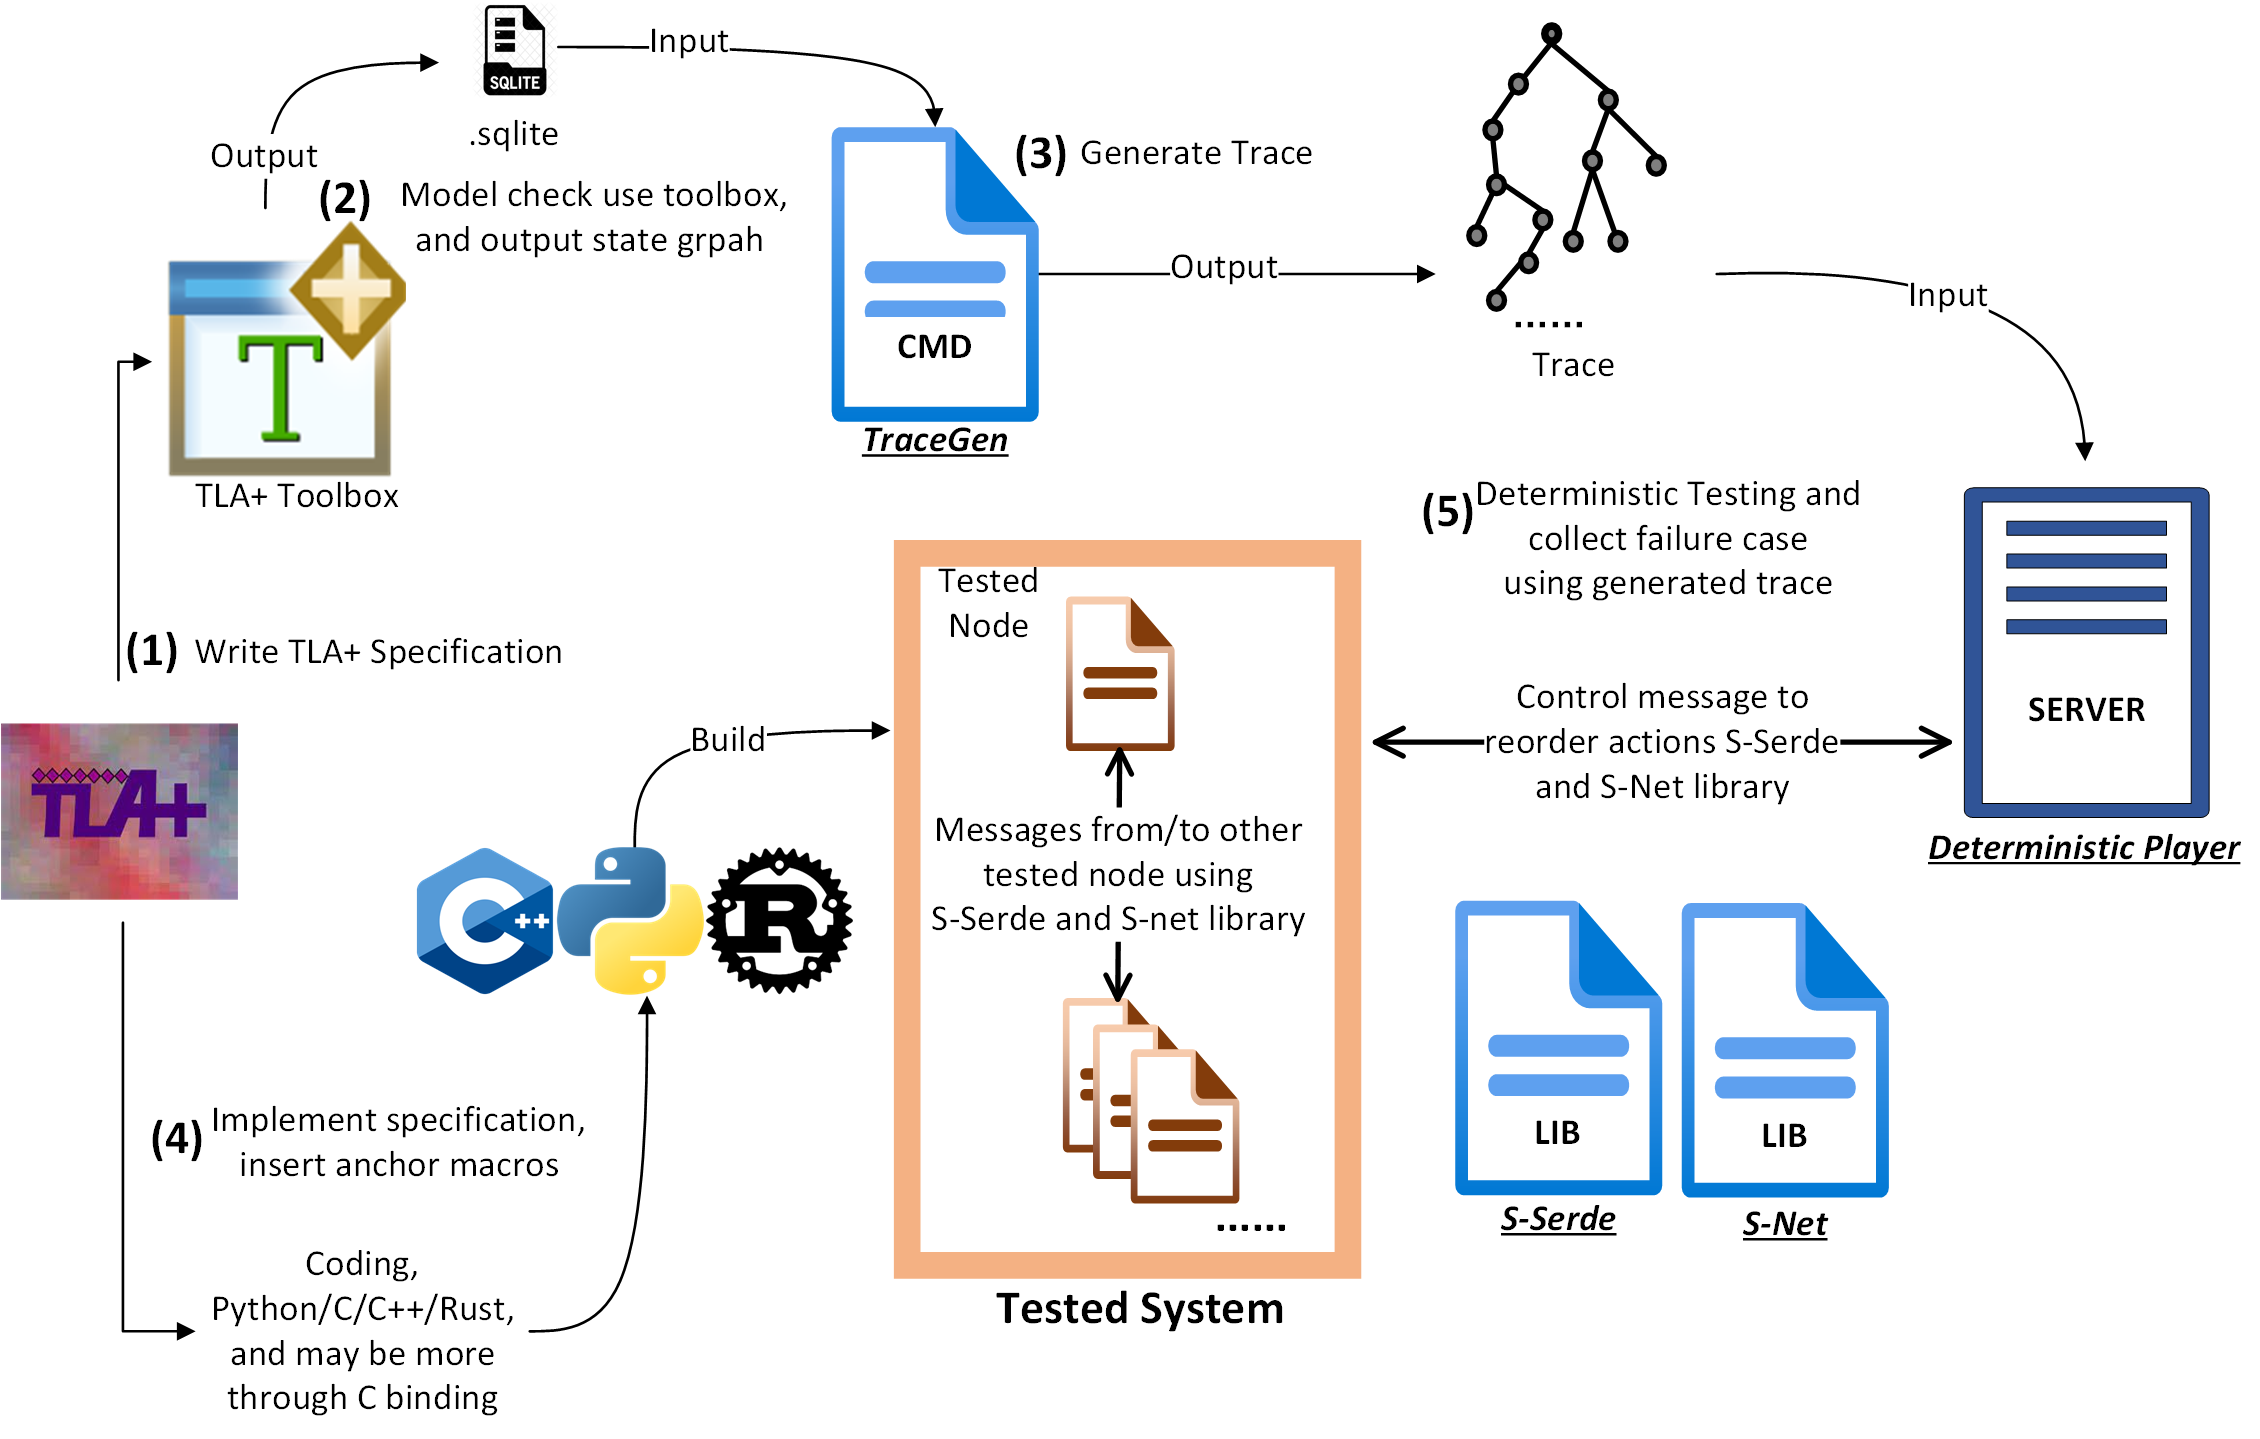 Input
SQLITE
.sqlite
Output
(2)
Model check use toolbox,
and output state grpah
T
TLA+ Toolbox
(3) Generate Trace
CMD
TraceGen
Output
......
Trace
Input
(1) Write TLA+ Specification
TLA+
(5)
Deterministic Testing and
collect failure case
using generated trace
SERVER
Deterministic Player
Control message to
reorder actions S-Serde
and S-Net library
Build
C
++
R
Tested
Node
Messages from/to other
tested node using
S-Serde and S-net library
......
Tested System
LIB
S-Serde
LIB
S-Net
(4)
Implement specification,
insert anchor macros
Coding,
Python/C/C++/Rust,
and may be more
through C binding